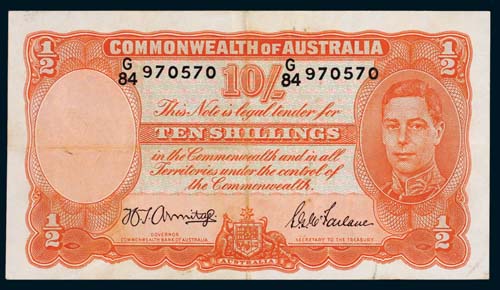 COMMONWEALTH OF AUSTRALIA
1/2 1/2
G/84 970570 G/84 970570
10/-
This Note is legal tender for
TEN SHILLINGS
in the Commonwealth and in all
Territories under the control of
the Commonwealth.
H.T. Armitage S.G. McFarlane
GOVERNOR SECRETARY TO THE TREASURY
COMMONWEALTH BANK OF AUSTRALIA
AUSTRALIA
1/2 1/2